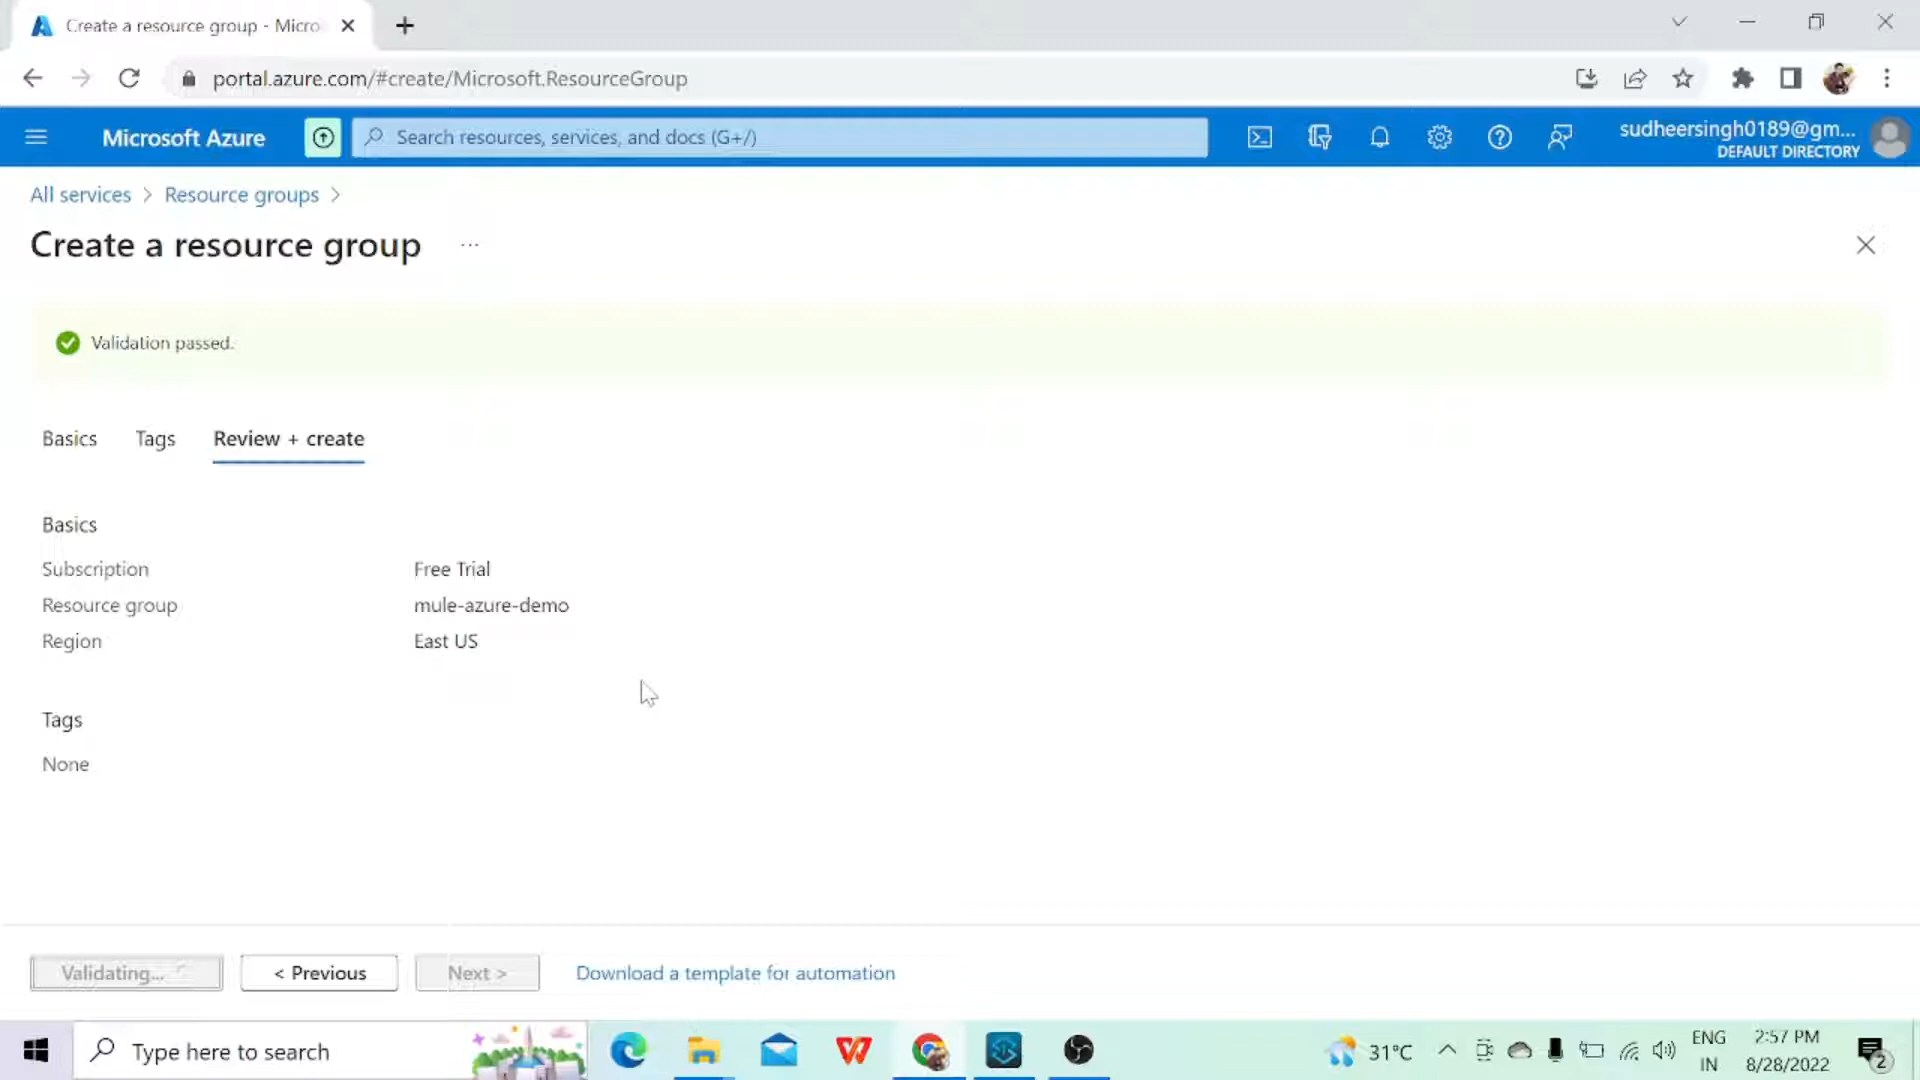 Create a resource group - Micro
portal.azure.com/#create/Microsoft.ResourceGroup
Microsoft Azure
Search resources, services, and docs (G+/)
sudheersingh0189@gm...
DEFAULT DIRECTORY
All services > Resource groups >
Create a resource group ...
Validation passed.
Basics Tags Review + create
Basics
Subscription Free Trial
Resource group mule-azure-demo
Region East US
Tags
None
Validating... < Previous Next > Download a template for automation
Type here to search
31°C
ENG
IN
2:57 PM
8/28/2022
2